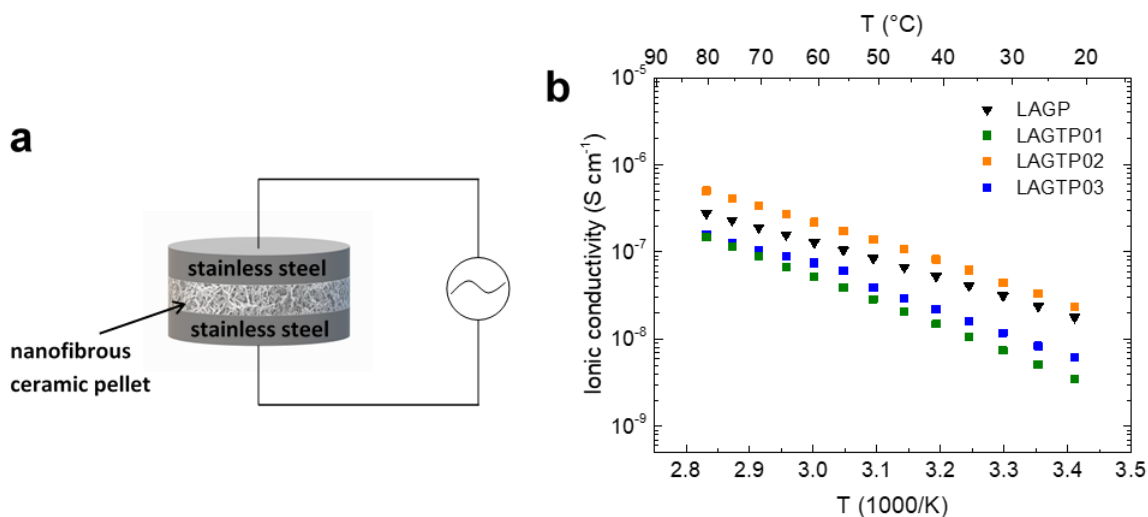 a
stainless steel
stainless steel
nanofibrous
ceramic pellet
b
T (°C)
90 80 70 60 50 40 30 20
Ionic conductivity (S cm⁻¹)
10⁻⁵
10⁻⁶
10⁻⁷
10⁻⁸
10⁻⁹
LAGP
LAGTP01
LAGTP02
LAGTP03
2.8 2.9 3.0 3.1 3.2 3.3 3.4 3.5
T (1000/K)